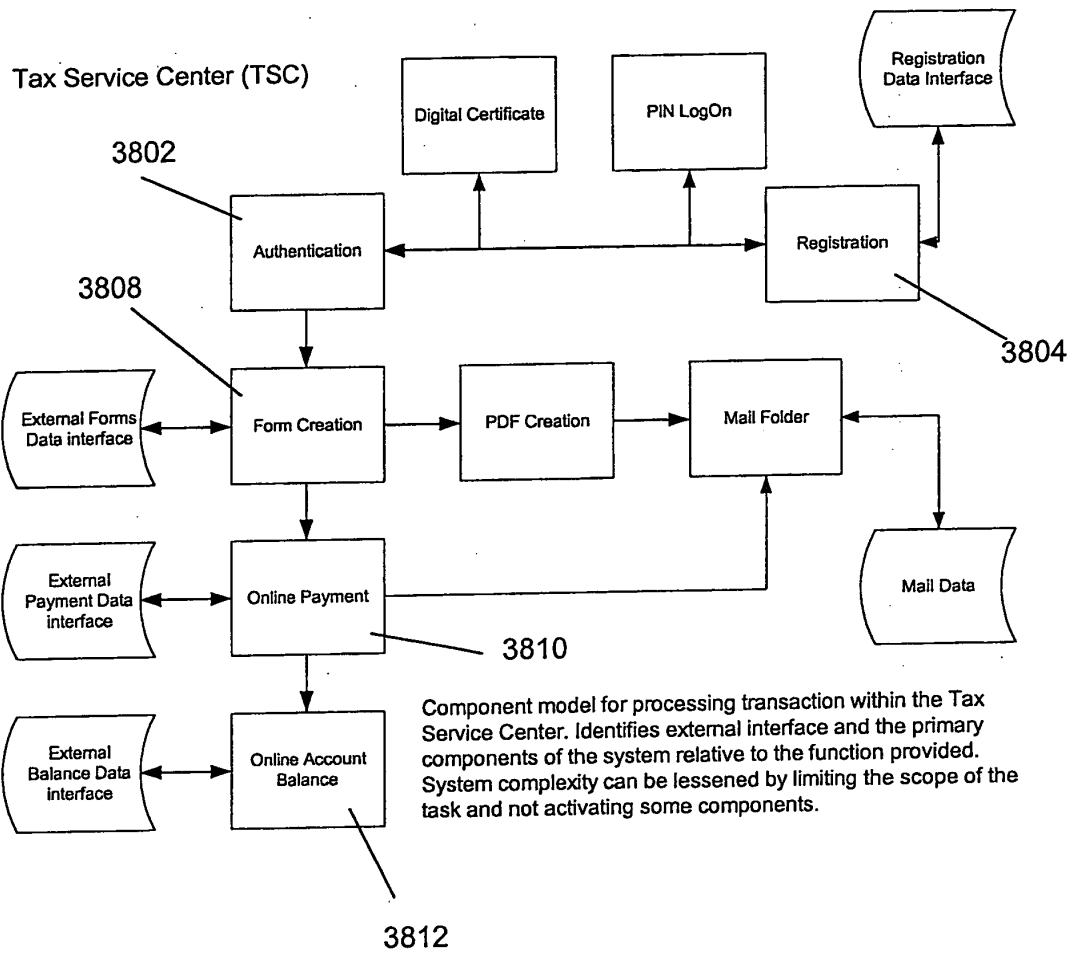 Tax Service Center (TSC)
Digital Certificate
PIN LogOn
Registration
Data Interface
3802
Authentication
Registration
3804
3808
External Forms
Data interface
Form Creation
PDF Creation
Mail Folder
External
Payment Data
interface
Online Payment
3810
Mail Data
External
Balance Data
interface
Online Account
Balance
3812
Component model for processing transaction within the Tax
Service Center. Identifies external interface and the primary
components of the system relative to the function provided.
System complexity can be lessened by limiting the scope of the
task and not activating some components.